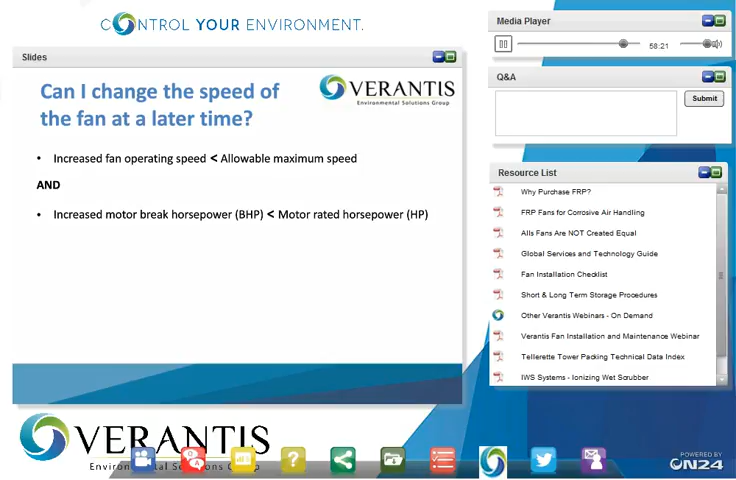 CONTROL YOUR ENVIRONMENT.
Slides
Can I change the speed of
the fan at a later time?
VERANTIS
Environmental Solutions Group
• Increased fan operating speed < Allowable maximum speed
AND
• Increased motor break horsepower (BHP) < Motor rated horsepower (HP)
Media Player
58:21
Q&A
Submit
Resource List
Why Purchase FRP?
FRP Fans for Corrosive Air Handling
Alls Fans Are NOT Created Equal
Global Services and Technology Guide
Fan Installation Checklist
Short & Long Term Storage Procedures
Other Verantis Webinars - On Demand
Verantis Fan Installation and Maintenance Webinar
Tellerette Tower Packing Technical Data Index
IWS Systems - Ionizing Wet Scrubber
VERANTIS
Environmental Solutions Group
Q
A
?
POWERED BY
ON24